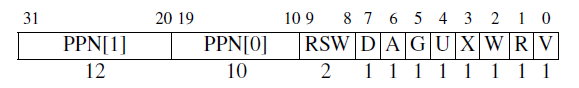 31 20 19 10 9 8 7 6 5 4 3 2 1 0
PPN[1] PPN[0] RSW D A G U X W R V
12 10 2 1 1 1 1 1 1 1 1